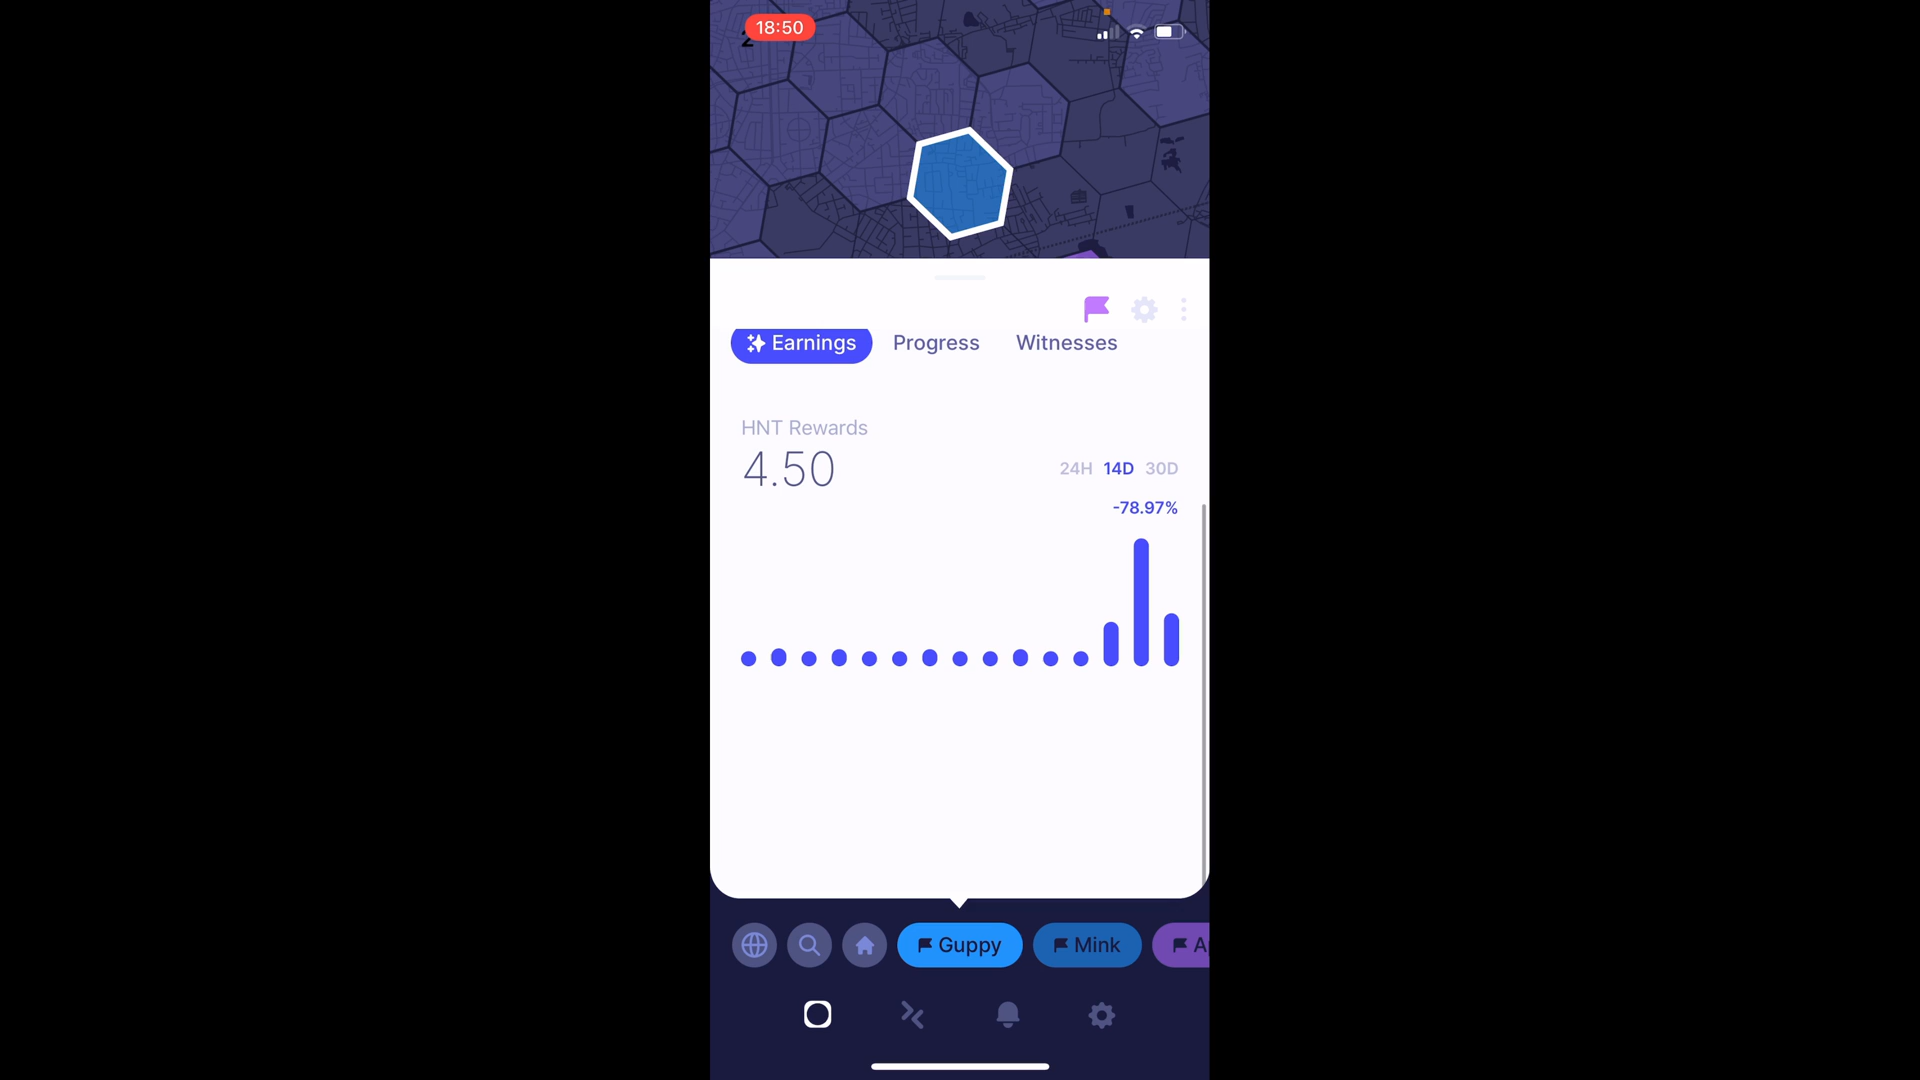 18:50
Earnings Progress Witnesses
HNT Rewards
4.50
24H 14D 30D
-78.97%
Guppy Mink